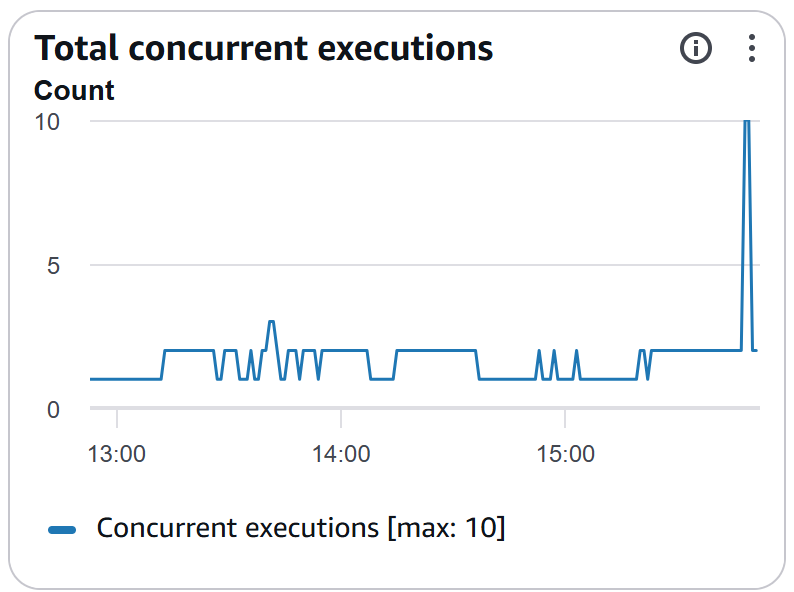 Total concurrent executions
Count
10
5
0
13:00 14:00 15:00
Concurrent executions [max: 10]